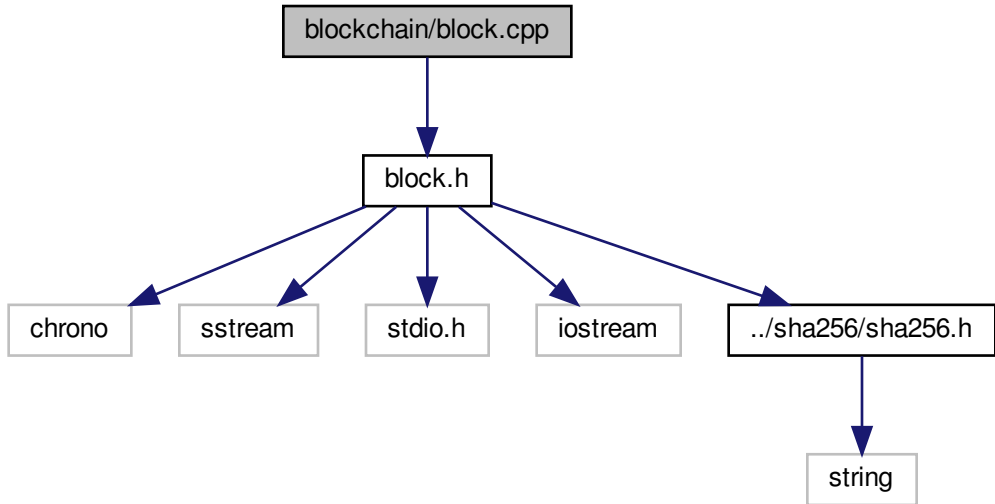 blockchain/block.cpp
block.h
chrono
sstream
stdio.h
iostream
../sha256/sha256.h
string